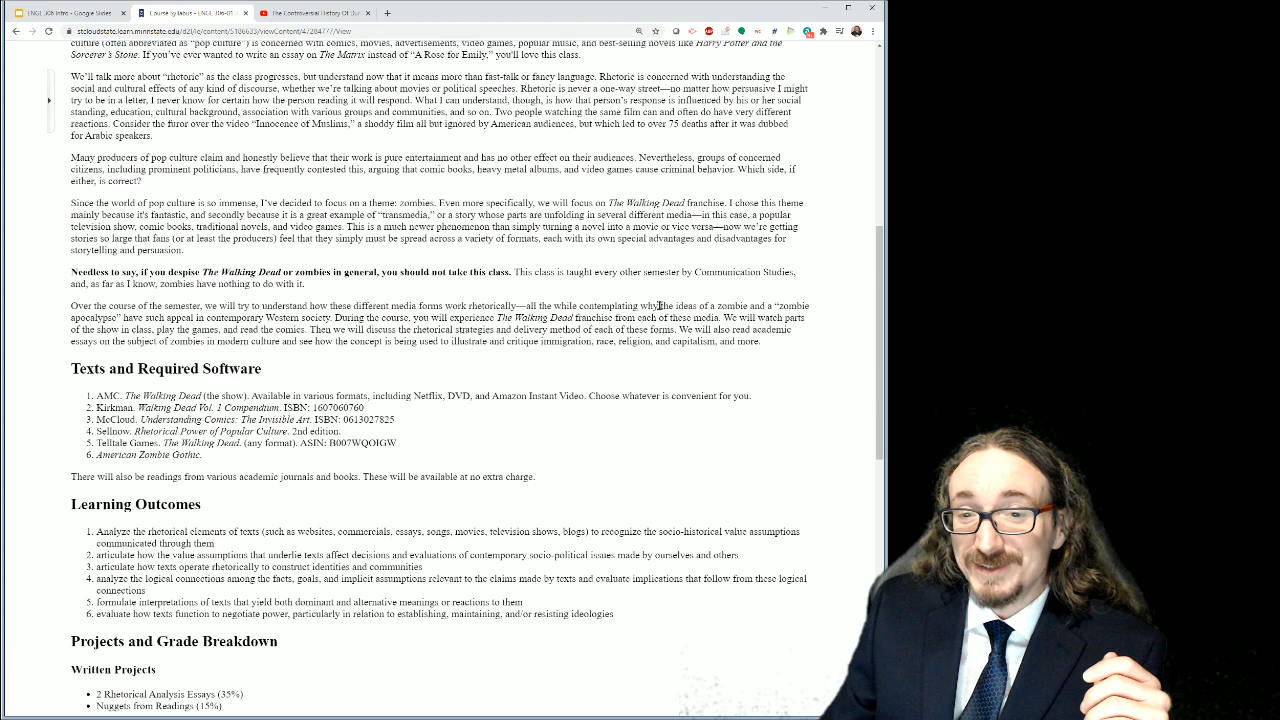 ENGL 306 Intro - Google Slides
Course Syllabus - ENGL 306-01
The Controversial History Of Du
stcloudstate.learn.minnstate.edu/d2l/le/content/5186633/viewContent/47284777/View
culture (often abbreviated as “pop culture”) is concerned with comics, movies, advertisements, video games, popular music, and best-selling novels like Harry Potter and the
Sorcerer's Stone. If you’ve ever wanted to write an essay on The Matrix instead of “A Rose for Emily,” you'll love this class.
We’ll talk more about “rhetoric” as the class progresses, but understand now that it means more than fast-talk or fancy language. Rhetoric is concerned with understanding the
social and cultural effects of any kind of discourse, whether we’re talking about movies or political speeches. Rhetoric is never a one-way street—no matter how persuasive I might
try to be in a letter, I never know for certain how the person reading it will respond. What I can understand, though, is how that person’s response is influenced by his or her social
standing, education, cultural background, association with various groups and communities, and so on. Two people watching the same film can and often do have very different
reactions. Consider the furor over the video “Innocence of Muslims,” a shoddy film all but ignored by American audiences, but which led to over 75 deaths after it was dubbed
for Arabic speakers.
Many producers of pop culture claim and honestly believe that their work is pure entertainment and has no other effect on their audiences. Nevertheless, groups of concerned
citizens, including prominent politicians, have frequently contested this, arguing that comic books, heavy metal albums, and video games cause criminal behavior. Which side, if
either, is correct?
Since the world of pop culture is so immense, I’ve decided to focus on a theme: zombies. Even more specifically, we will focus on The Walking Dead franchise. I chose this theme
mainly because it's fantastic, and secondly because it is a great example of “transmedia,” or a story whose parts are unfolding in several different media—in this case, a popular
television show, comic books, traditional novels, and video games. This is a much newer phenomenon than simply turning a novel into a movie or vice versa—now we’re getting
stories so large that fans (or at least the producers) feel that they simply must be spread across a variety of formats, each with its own special advantages and disadvantages for
storytelling and persuasion.
Needless to say, if you despise The Walking Dead or zombies in general, you should not take this class. This class is taught every other semester by Communication Studies,
and, as far as I know, zombies have nothing to do with it.
Over the course of the semester, we will try to understand how these different media forms work rhetorically—all the while contemplating why the ideas of a zombie and a “zombie
apocalypse” have such appeal in contemporary Western society. During the course, you will experience The Walking Dead franchise from each of these media. We will watch parts
of the show in class, play the games, and read the comics. Then we will discuss the rhetorical strategies and delivery method of each of these forms. We will also read academic
essays on the subject of zombies in modern culture and see how the concept is being used to illustrate and critique immigration, race, religion, and capitalism, and more.
Texts and Required Software
1. AMC. The Walking Dead (the show). Available in various formats, including Netflix, DVD, and Amazon Instant Video. Choose whatever is convenient for you.
2. Kirkman. Walking Dead Vol. 1 Compendium. ISBN: 1607060760
3. McCloud. Understanding Comics: The Invisible Art. ISBN: 0613027825
4. Sellnow. Rhetorical Power of Popular Culture. 2nd edition.
5. Telltale Games. The Walking Dead. (any format). ASIN: B007WQOIGW
6. American Zombie Gothic.
There will also be readings from various academic journals and books. These will be available at no extra charge.
Learning Outcomes
1. Analyze the rhetorical elements of texts (such as websites, commercials, essays, songs, movies, television shows, blogs) to recognize the socio-historical value assumptions
communicated through them
2. articulate how the value assumptions that underlie texts affect decisions and evaluations of contemporary socio-political issues made by ourselves and others.
3. articulate how texts operate rhetorically to construct identities and communities
4. analyze the logical connections among the facts, goals, and implicit assumptions relevant to the claims made by texts and evaluate implications that follow from these logical
connections
5. formulate interpretations of texts that yield both dominant and alternative meanings or reactions to them
6. evaluate how texts function to negotiate power, particularly in relation to establishing, maintaining, and/or resisting ideologies
Projects and Grade Breakdown
Written Projects
• 2 Rhetorical Analysis Essays (35%)
• Nuggets from Readings (15%)